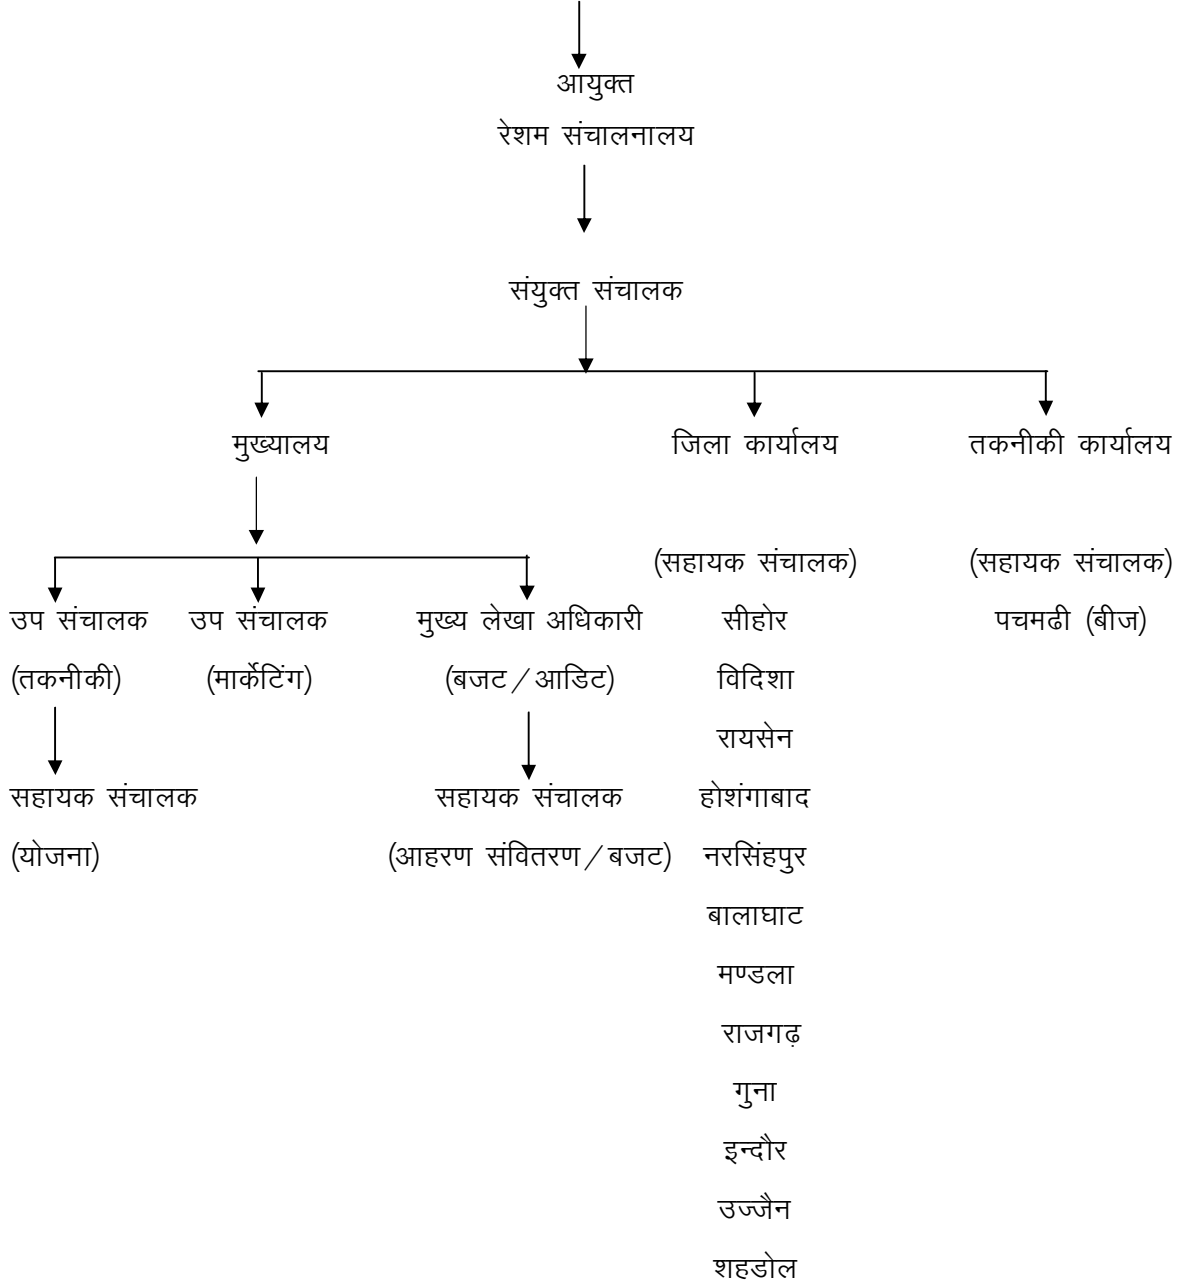 आयुक्त
रेशम संचालनालय
संयुक्त संचालक
मुख्यालय जिला कार्यालय तकनीकी कार्यालय
(सहायक संचालक) (सहायक संचालक)
उप संचालक उप संचालक मुख्य लेखा अधिकारी सीहोर पचमढी (बीज)
(तकनीकी) (मार्केटिंग) (बजट / आडिट) विदिशा
रायसेन
सहायक संचालक सहायक संचालक होशंगाबाद
(योजना) (आहरण संवितरण / बजट) नरसिंहपुर
बालाघाट
मण्डला
राजगढ़
गुना
इन्दौर
उज्जैन
शहडोल